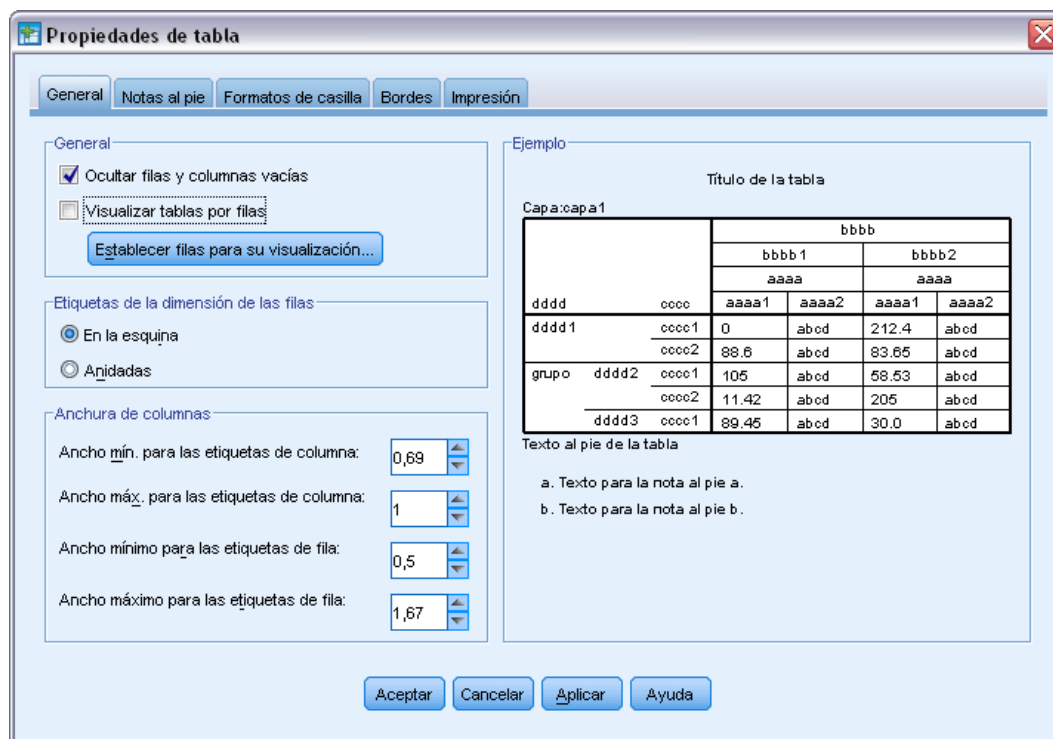 Propiedades de tabla
General Notas al pie Formatos de casilla Bordes Impresión
General
Ocultar filas y columnas vacías
Visualizar tablas por filas
Establecer filas para su visualización...
Etiquetas de la dimensión de las filas
En la esquina
Anidadas
Anchura de columnas
Ancho mín. para las etiquetas de columna: 0,69
Ancho máx. para las etiquetas de columna: 1
Ancho mínimo para las etiquetas de fila: 0,5
Ancho máximo para las etiquetas de fila: 1,67
Ejemplo
Título de la tabla
Capa:capa1
bbbb
bbbb1 bbbb2
aaaa aaaa
dddd cccc aaaa1 aaaa2 aaaa1 aaaa2
dddd1 cccc1 0 abcd 212.4 abcd
cccc2 88.6 abcd 83.65 abcd
grupo dddd2 cccc1 105 abcd 58.53 abcd
cccc2 11.42 abcd 205 abcd
dddd3 cccc1 89.45 abcd 30.0 abcd
Texto al pie de la tabla
a. Texto para la nota al pie a.
b. Texto para la nota al pie b.
Aceptar Cancelar Aplicar Ayuda